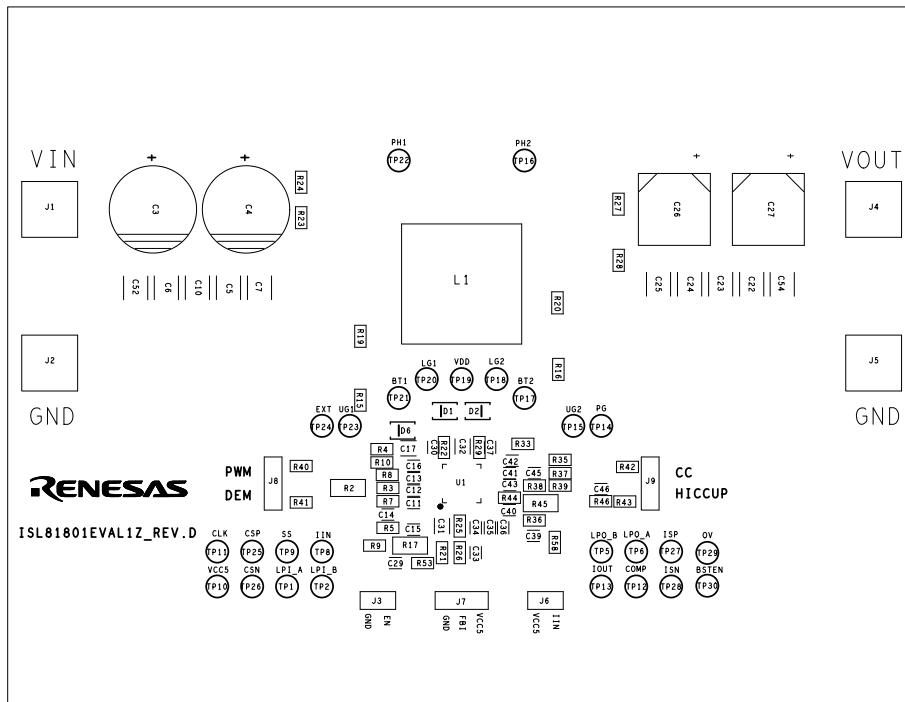 PH1 PH2
TP22 TP16
VIN + + + + VOUT
J1 C3 C4 R24 R23 R27 C26 C27 J4
R28
L1
C52 C6 C10 C5 C7 C25 C24 C23 C22 C54
R20
R19
J2 J5
LG1 VDD LG2
TP20 TP19 TP18
R16
BT1 BT2
TP21 TP17
R15
GND GND
EXT UG1 D1 D2 UG2 PG
TP24 TP23 TP15 TP14
D6
R4 C17 C30 R22 C32 R29 C37 R33
R10 C16 C42 R35
PWM J8 R40 R8 C13 U1 C41 C45 R37 R42 J9 CC
R2 R3 C12 C43 R38 R39 C46
DEM R41 R7 C11 R44 R45 R46 R43 HICCUP
RENESAS
C14 C40
R5 C15 C31 R25 C34 C35 C36 R36
ISL81801EVAL1Z_REV.D
C39 R58
CLK CSP SS IIN LPO_B LPO_A ISP OV
TP11 TP25 TP9 TP8 R9 R17 R21 R26 C33 TP5 TP6 TP27 TP29
VCC5 CSN LPI_A LPI_B C29 R53 IOUT COMP ISN BSTEN
TP10 TP26 TP1 TP2 TP13 TP12 TP28 TP30
J3 J7 J6
GND EN GND FBI VCC5 VCC5 IIN